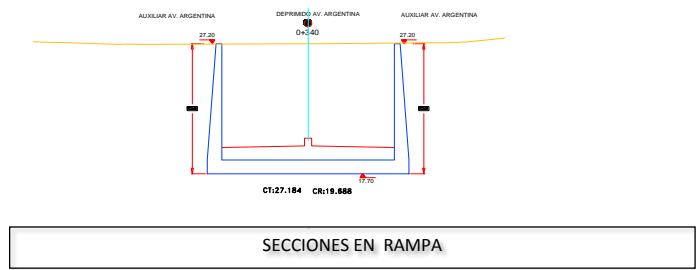 AUXILIAR AV. ARGENTINA DEPRIMIDO AV. ARGENTINA AUXILIAR AV. ARGENTINA
0+340
27.20 27.20
17.70
CT:27.184 CR:19.688
SECCIONES EN RAMPA